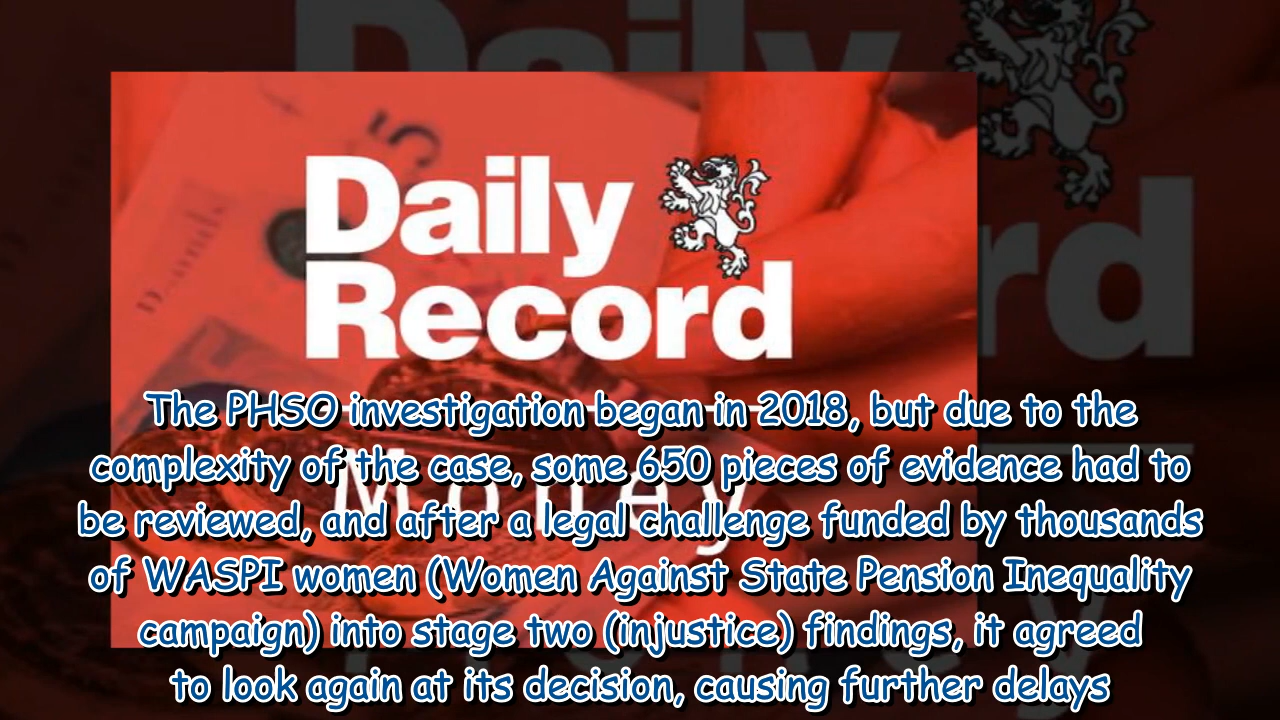 Daily
Record
Money
The PHSO investigation began in 2018, but due to the
complexity of the case, some 650 pieces of evidence had to
be reviewed, and after a legal challenge funded by thousands
of WASPI women (Women Against State Pension Inequality
campaign) into stage two (injustice) findings, it agreed
to look again at its decision, causing further delays